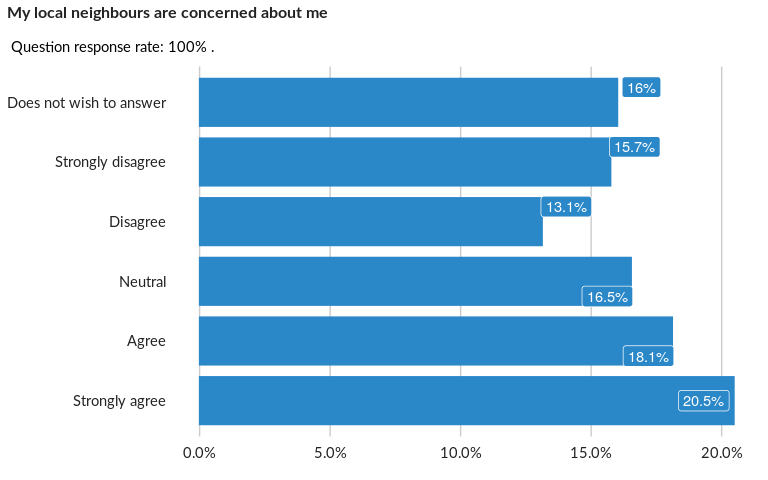 My local neighbours are concerned about me
Question response rate: 100% .
Does not wish to answer 16%
Strongly disagree 15.7%
Disagree 13.1%
Neutral 16.5%
Agree 18.1%
Strongly agree 20.5%
0.0% 5.0% 10.0% 15.0% 20.0%